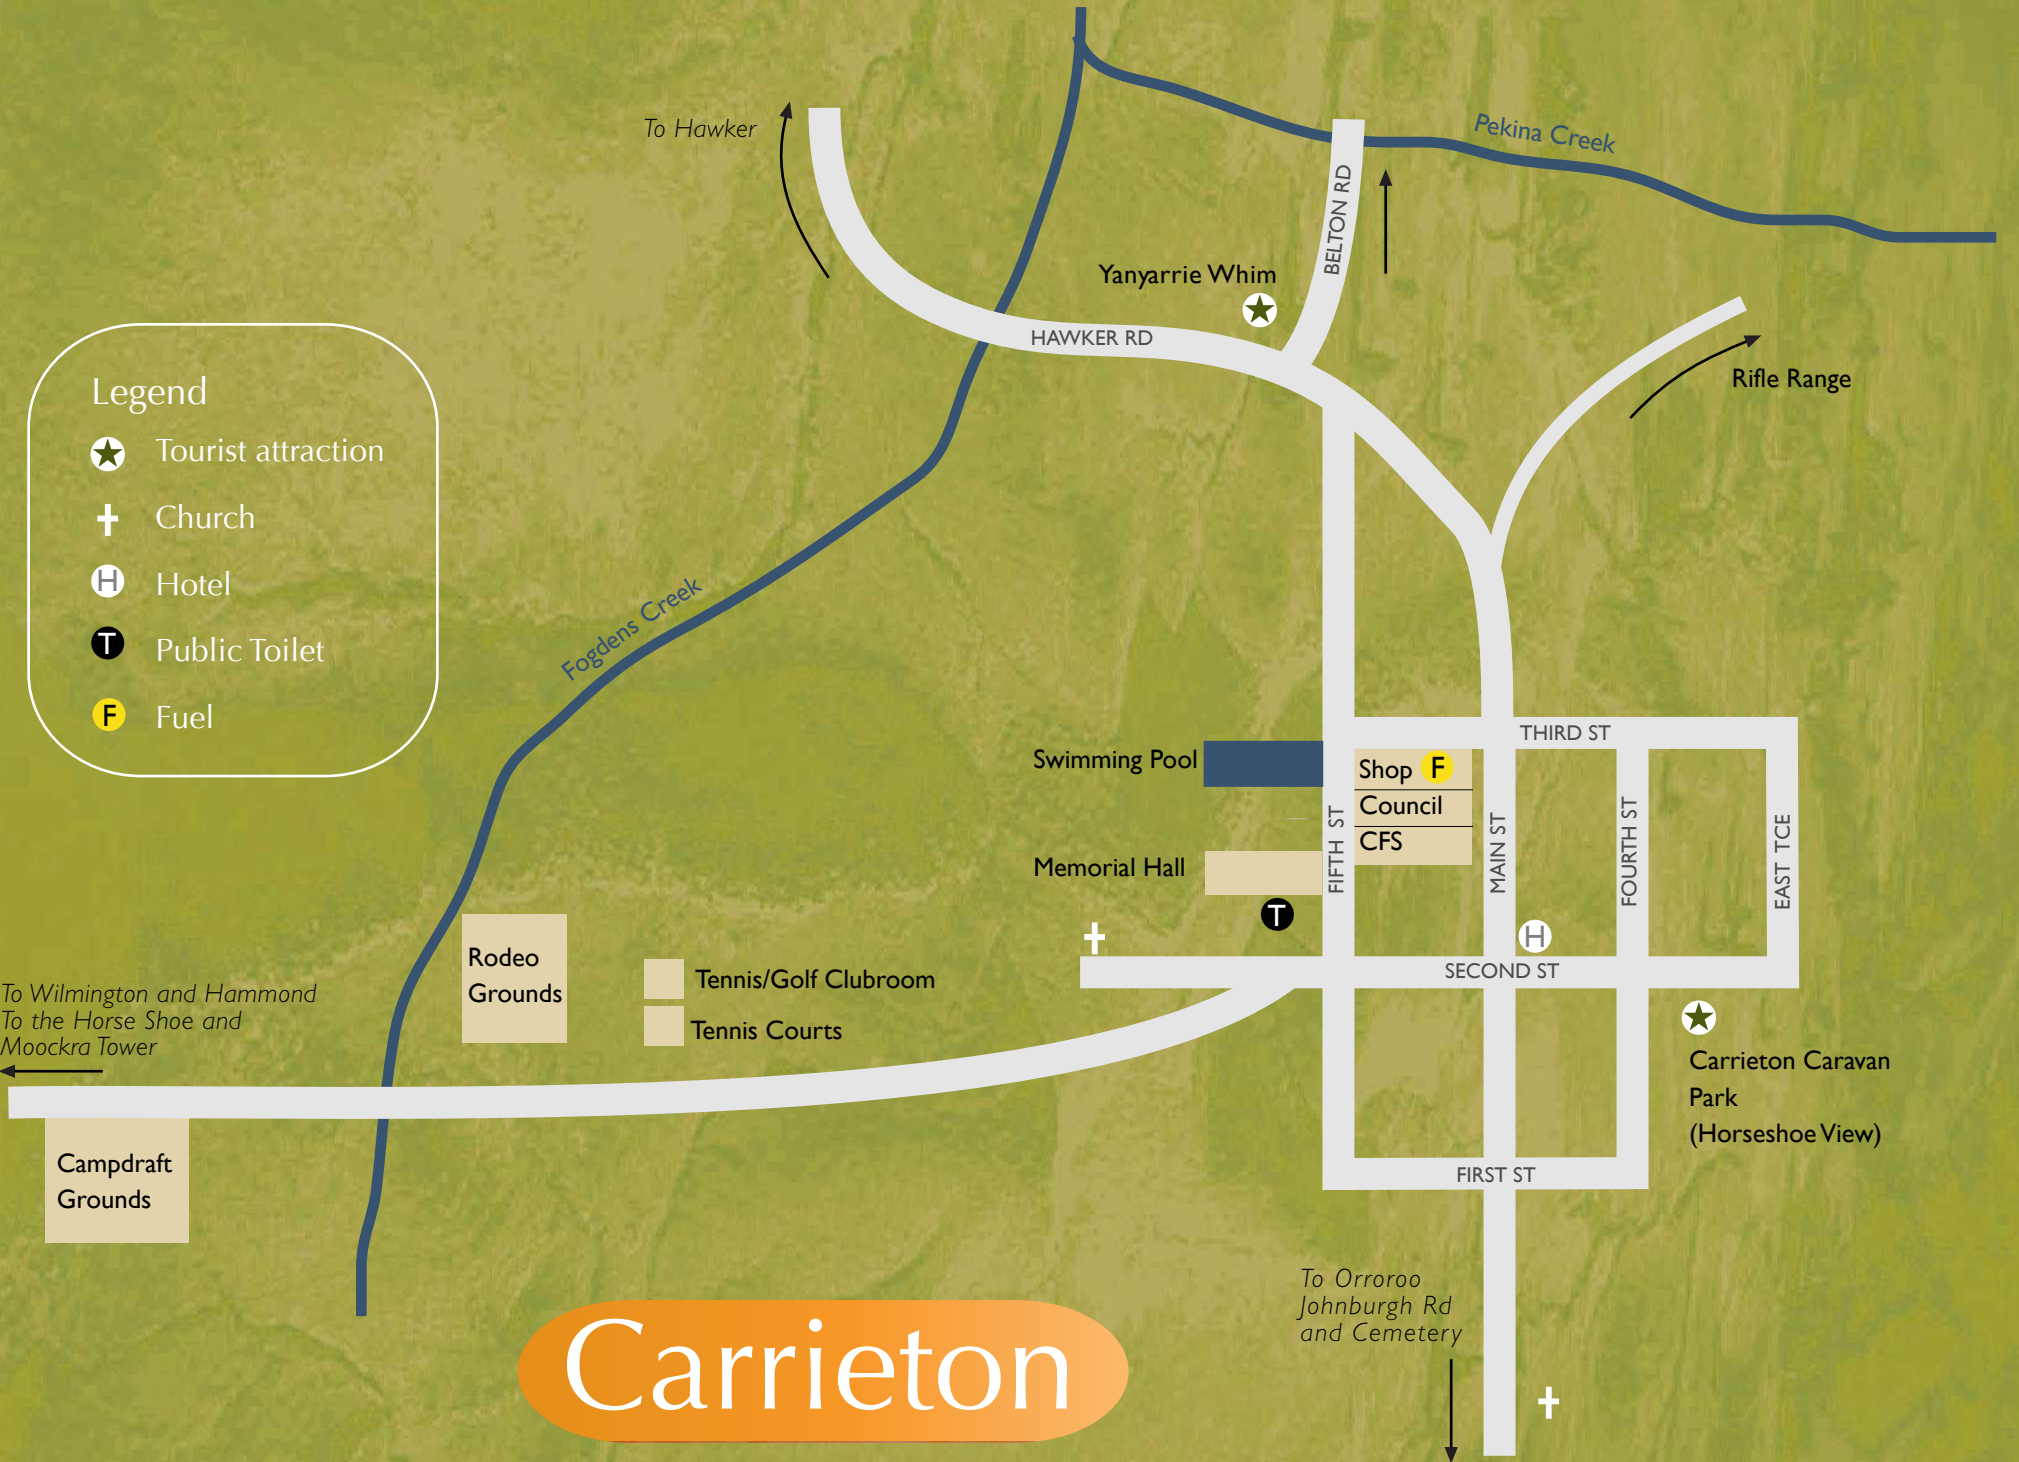 To Hawker
Pekina Creek
BELTON RD
Yanyarrie Whim
HAWKER RD
Rifle Range
Legend
Tourist attraction
Church
H
Hotel
T
Public Toilet
F
Fuel
Fogdens Creek
THIRD ST
Swimming Pool
Shop F
Council
CFS
FIFTH ST
MAIN ST
FOURTH ST
EAST TCE
Memorial Hall
T
H
SECOND ST
Rodeo
Grounds
Tennis/Golf Clubroom
Tennis Courts
To Wilmington and Hammond
To the Horse Shoe and
Moockra Tower
Carrieton Caravan
Park
(Horseshoe View)
Campdraft
Grounds
FIRST ST
To Orroroo
Johnburgh Rd
and Cemetery
Carrieton